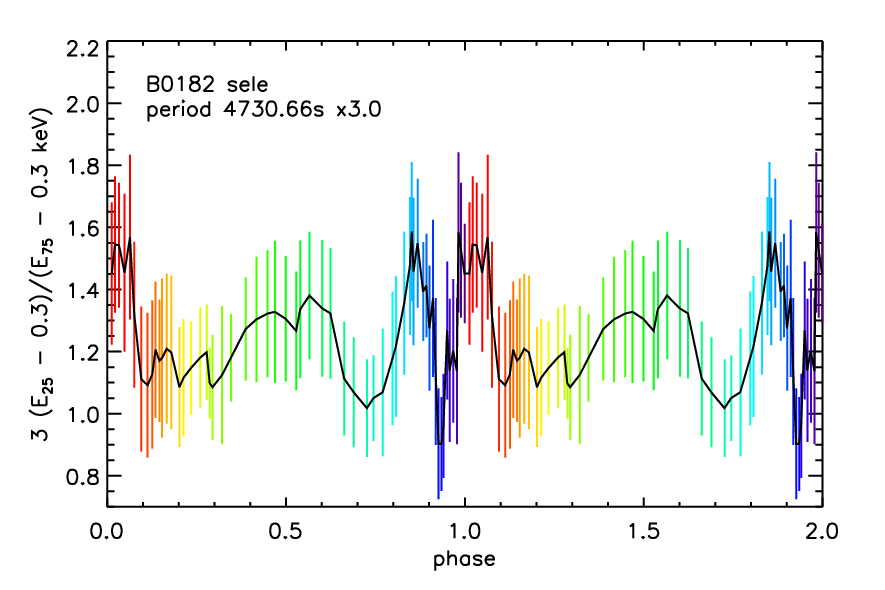 B0182 sele
period 4730.66s x3.0
3 (E25 − 0.3)/(E75 − 0.3 keV)
2.2
2.0
1.8
1.6
1.4
1.2
1.0
0.8
0.0 0.5 1.0 1.5 2.0
phase